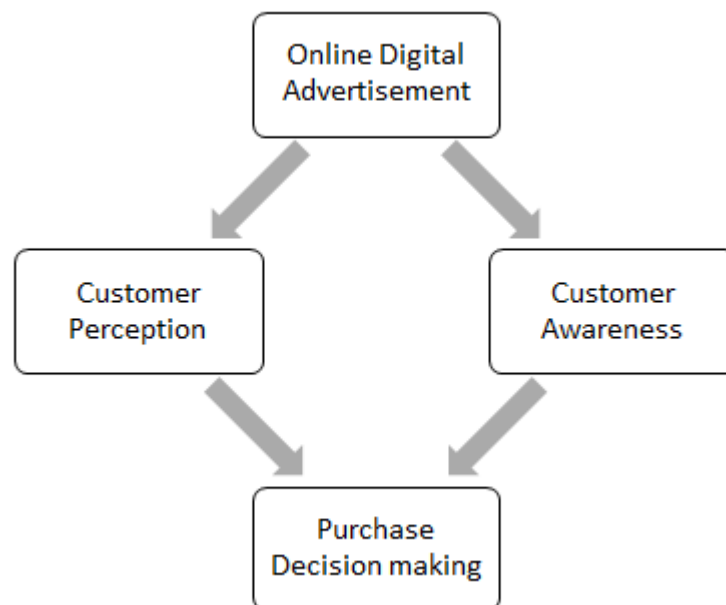 Online Digital
Advertisement
Customer
Perception
Customer
Awareness
Purchase
Decision making